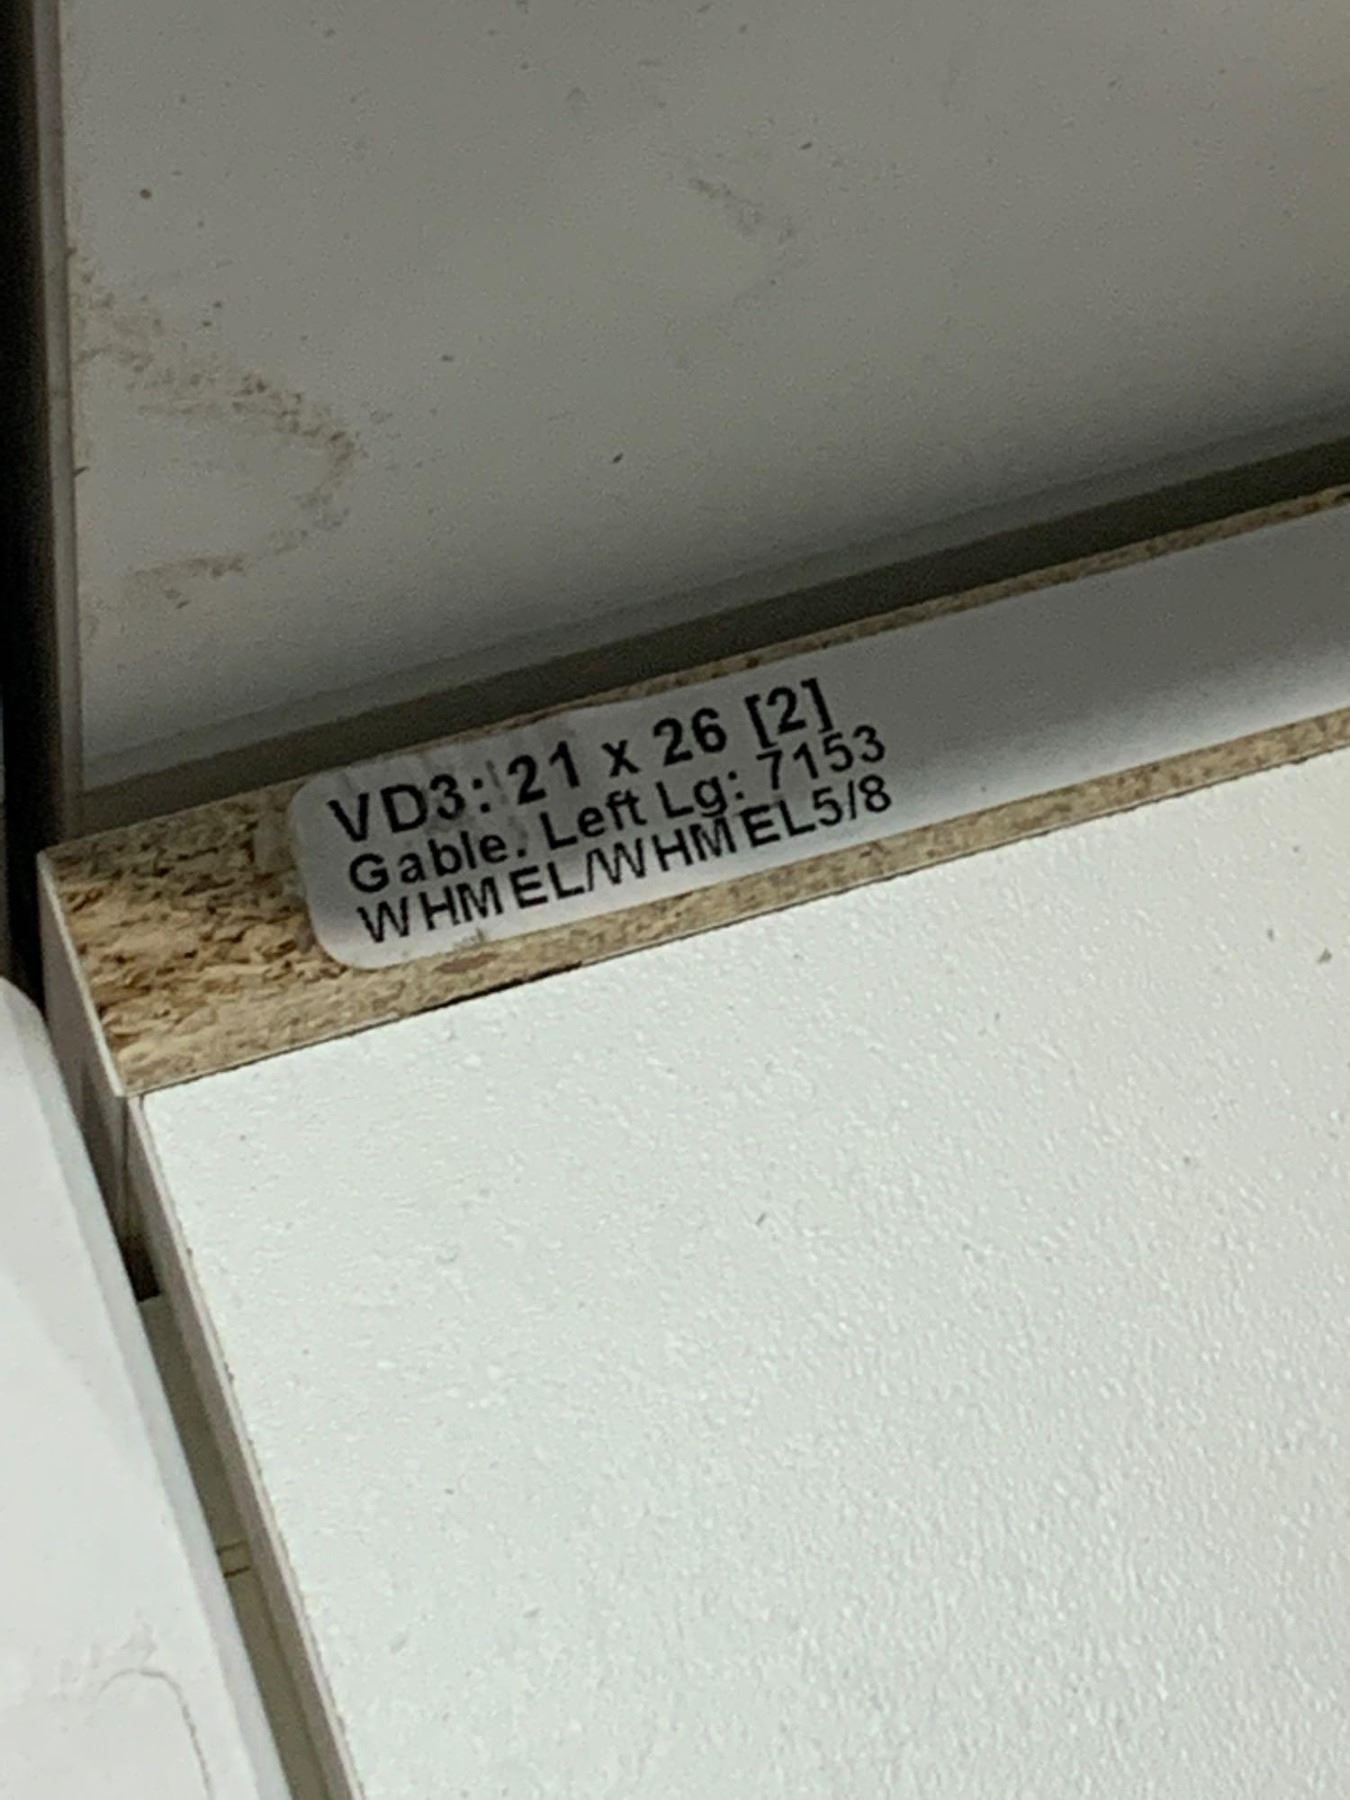 VD3: 21 x 26 [2]
Gable. Left Lg: 7153
WHMEL/WHMEL5/8